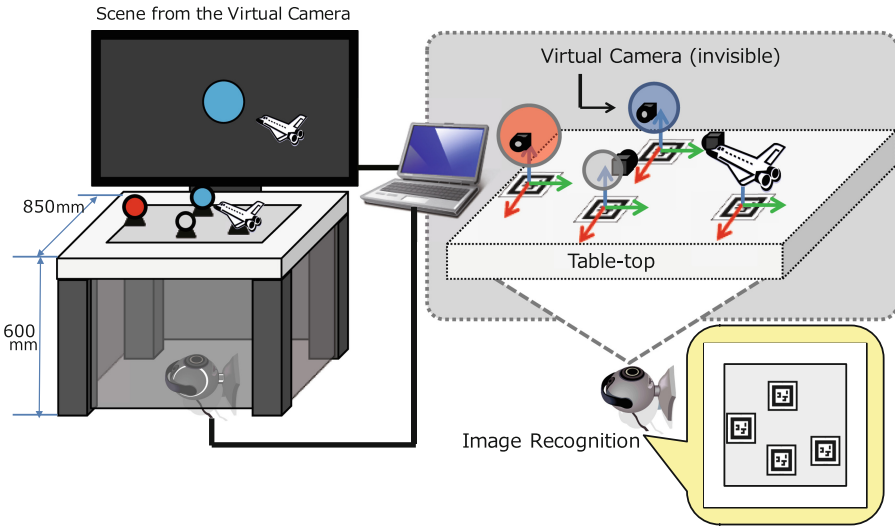 Scene from the Virtual Camera
Virtual Camera (invisible)
850mm
Table-top
600
mm
Image Recognition